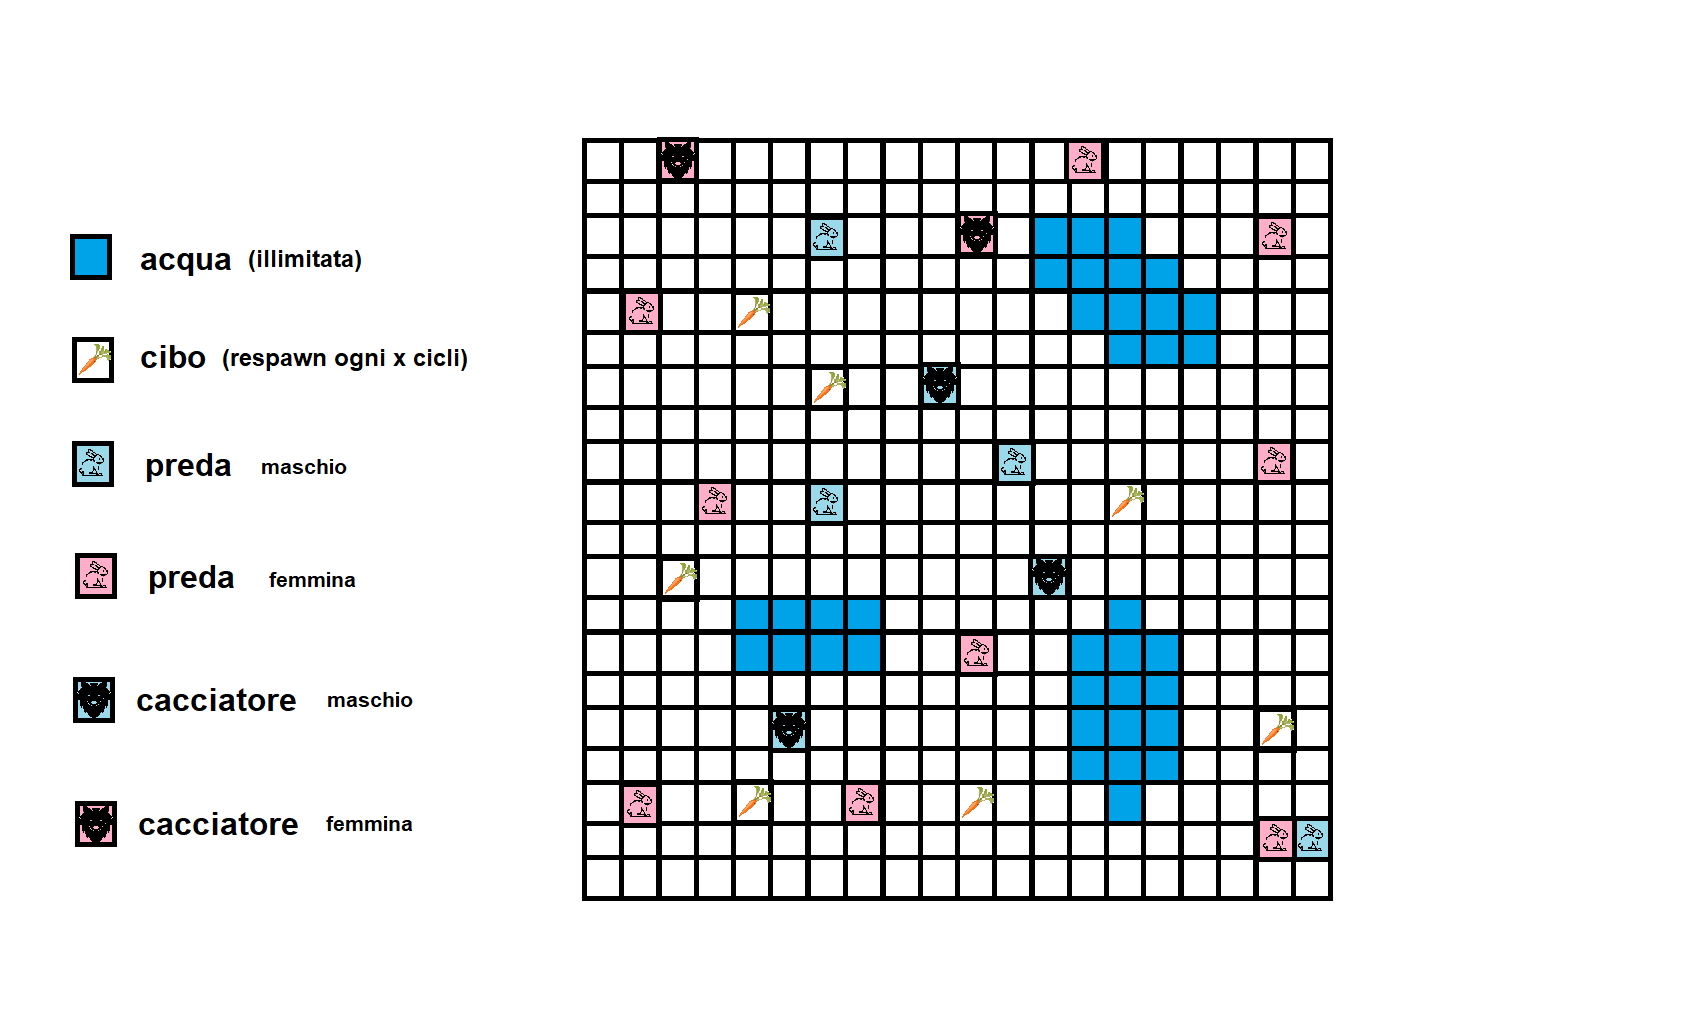 acqua (illimitata)
cibo (respawn ogni x cicli)
preda maschio
preda femmina
cacciatore maschio
cacciatore femmina